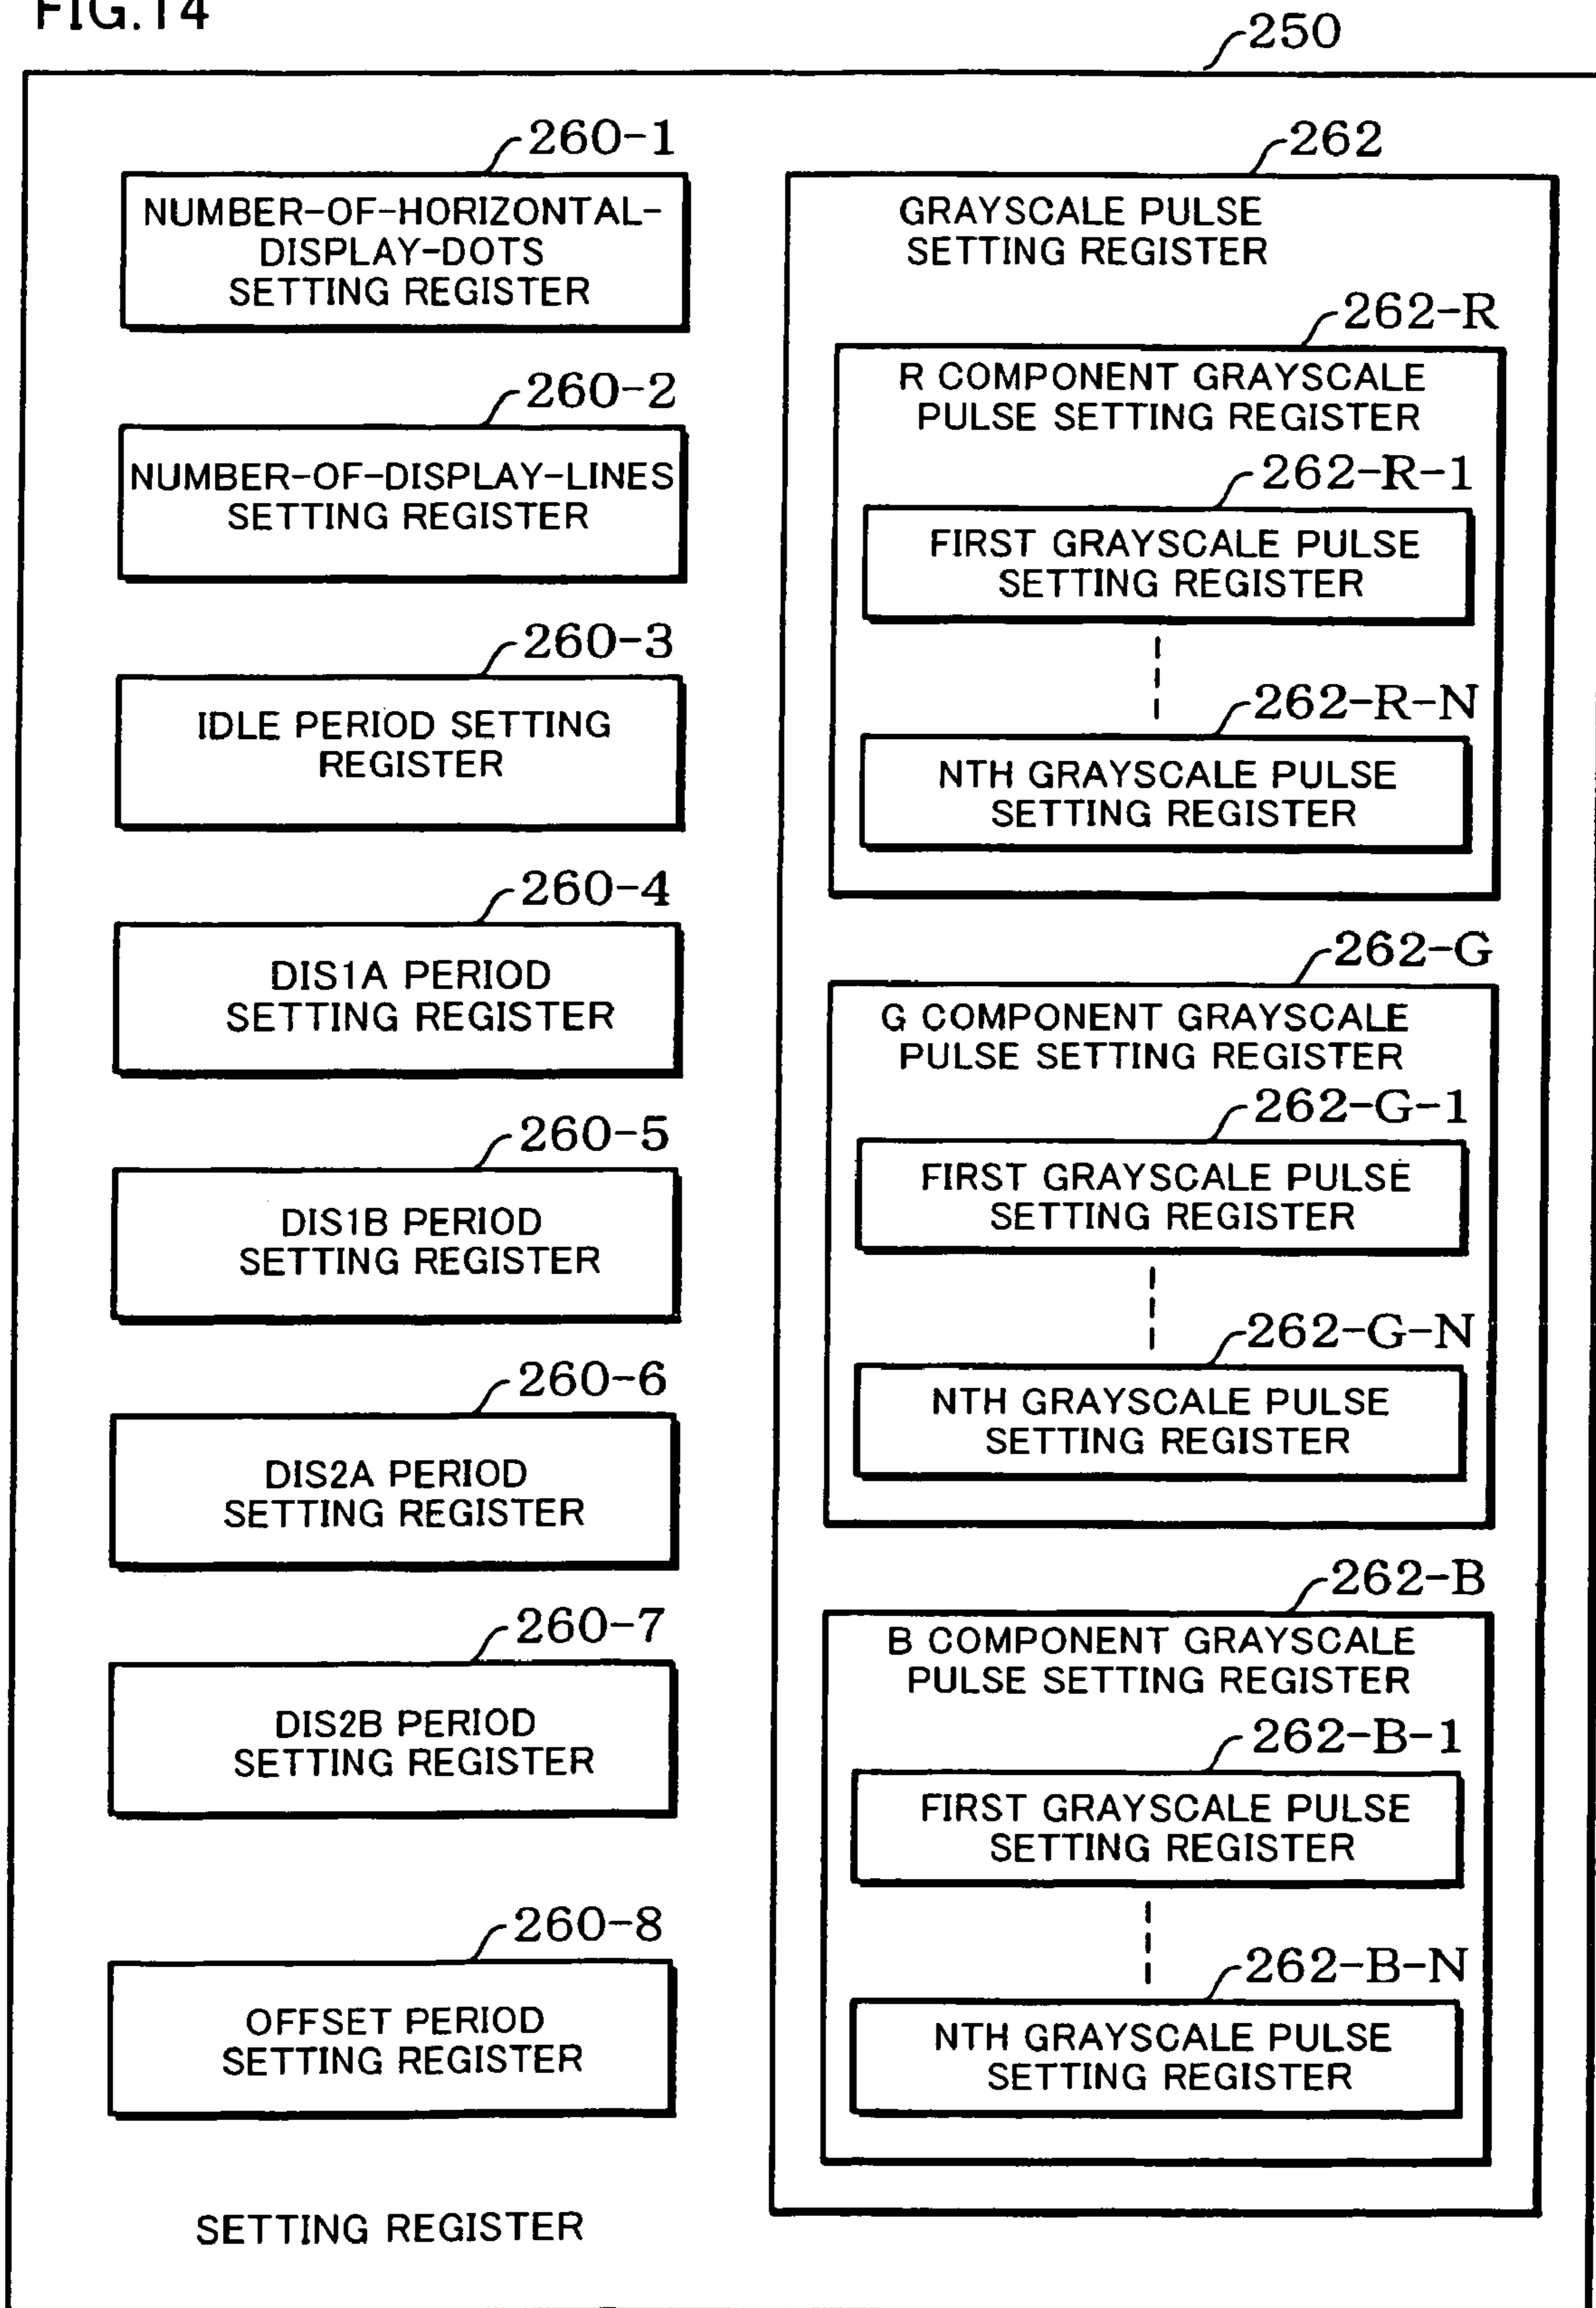 FIG.14
250
260-1
NUMBER-OF-HORIZONTAL-
DISPLAY-DOTS
SETTING REGISTER
260-2
NUMBER-OF-DISPLAY-LINES
SETTING REGISTER
260-3
IDLE PERIOD SETTING
REGISTER
260-4
DIS1A PERIOD
SETTING REGISTER
260-5
DIS1B PERIOD
SETTING REGISTER
260-6
DIS2A PERIOD
SETTING REGISTER
260-7
DIS2B PERIOD
SETTING REGISTER
260-8
OFFSET PERIOD
SETTING REGISTER
SETTING REGISTER
262
GRAYSCALE PULSE
SETTING REGISTER
262-R
R COMPONENT GRAYSCALE
PULSE SETTING REGISTER
262-R-1
FIRST GRAYSCALE PULSE
SETTING REGISTER
262-R-N
NTH GRAYSCALE PULSE
SETTING REGISTER
262-G
G COMPONENT GRAYSCALE
PULSE SETTING REGISTER
262-G-1
FIRST GRAYSCALE PULSE
SETTING REGISTER
262-G-N
NTH GRAYSCALE PULSE
SETTING REGISTER
262-B
B COMPONENT GRAYSCALE
PULSE SETTING REGISTER
262-B-1
FIRST GRAYSCALE PULSE
SETTING REGISTER
262-B-N
NTH GRAYSCALE PULSE
SETTING REGISTER